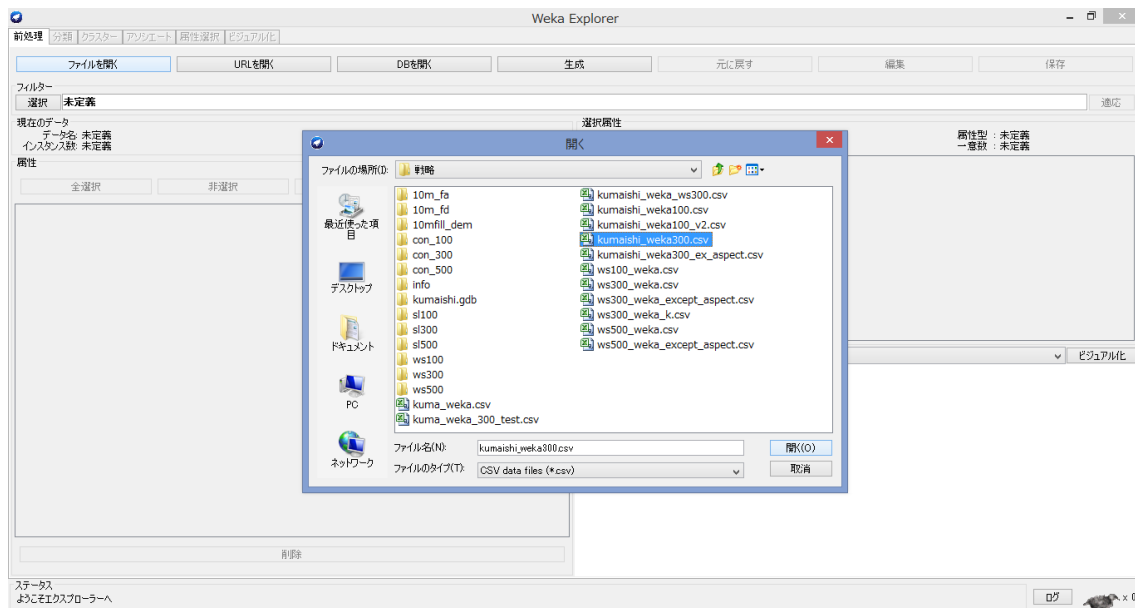 Weka Explorer
前処理 分類 クラスター アソシエート 属性選択 ビジュアル化
ファイルを開く URLを開く DBを開く 生成 元に戻す 編集 保存
フィルター
選択 未定義 適応
現在のデータ
データ名: 未定義
インスタンス数: 未定義
選択属性
属性型 : 未定義
一意数 : 未定義
属性
全選択 非選択
開く
ファイルの場所(I): 戦略
最近使った項目
デスクトップ
ドキュメント
PC
ネットワーク
10m_fa
10m_fd
10mfill_dem
con_100
con_300
con_500
info
kumaishi.gdb
sl100
sl300
sl500
ws100
ws300
ws500
kuma_weka.csv
kuma_weka_300_test.csv
kumaishi_weka_ws300.csv
kumaishi_weka100.csv
kumaishi_weka100_v2.csv
kumaishi_weka300.csv
kumaishi_weka300_ex_aspect.csv
ws100_weka.csv
ws300_weka.csv
ws300_weka_except_aspect.csv
ws300_weka_k.csv
ws500_weka.csv
ws500_weka_except_aspect.csv
ファイル名(N): kumaishi_weka300.csv 開く(O)
ファイルのタイプ(T): CSV data files (*.csv) 取消
ビジュアル化
削除
ステータス
ようこそエクスプローラーへ
ログ x 0